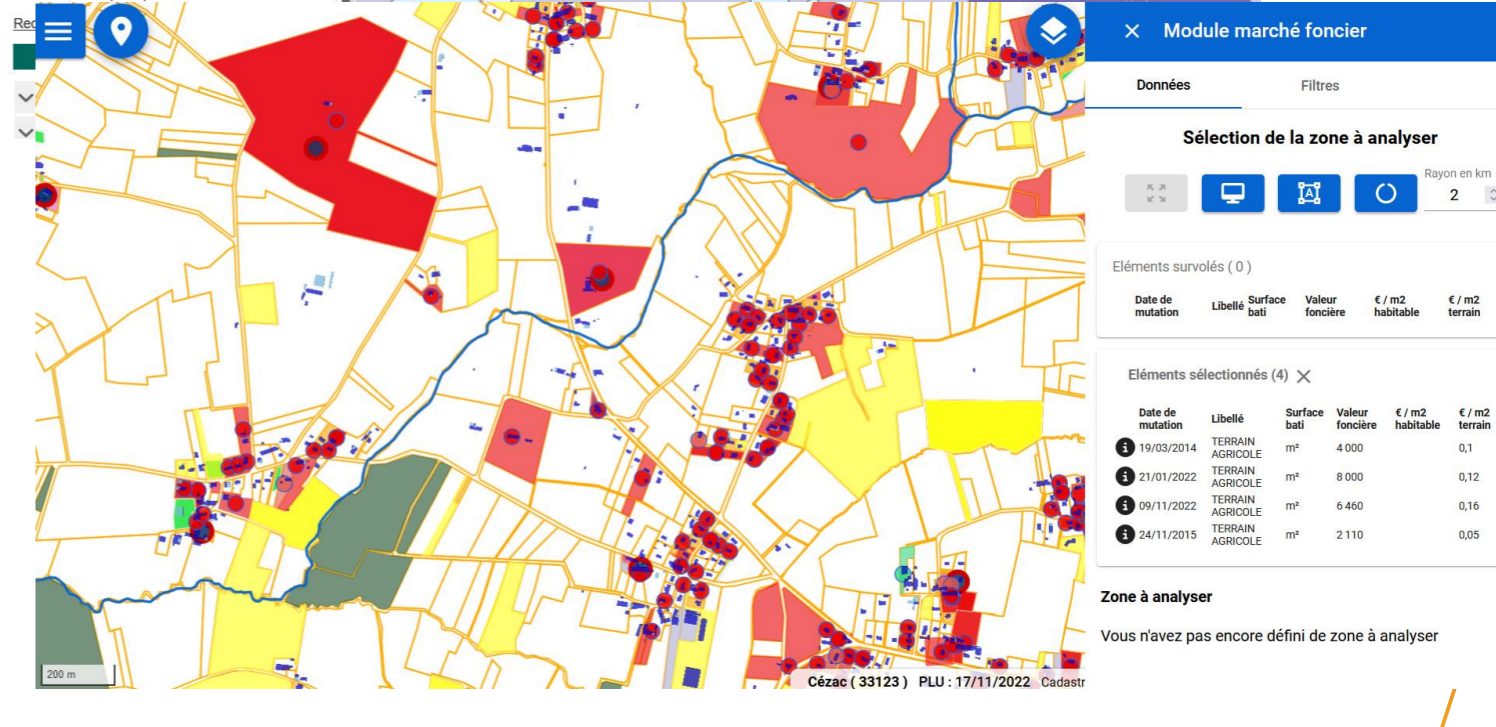 Rec
Module marché foncier
Données Filtres
Sélection de la zone à analyser
Rayon en km
A 2
Eléments survolés ( 0 )
Date de mutation Libellé Surface bati Valeur foncière € / m2 habitable € / m2 terrain
Eléments sélectionnés (4)
Date de mutation Libellé Surface bati Valeur foncière € / m2 habitable € / m2 terrain
19/03/2014 TERRAIN AGRICOLE m² 4 000 0,1
21/01/2022 TERRAIN AGRICOLE m² 8 000 0,12
09/11/2022 TERRAIN AGRICOLE m² 6 460 0,16
24/11/2015 TERRAIN AGRICOLE m² 2 110 0,05
Zone à analyser
Vous n'avez pas encore défini de zone à analyser
200 m
Cézac ( 33123 ) PLU : 17/11/2022 Cadastr